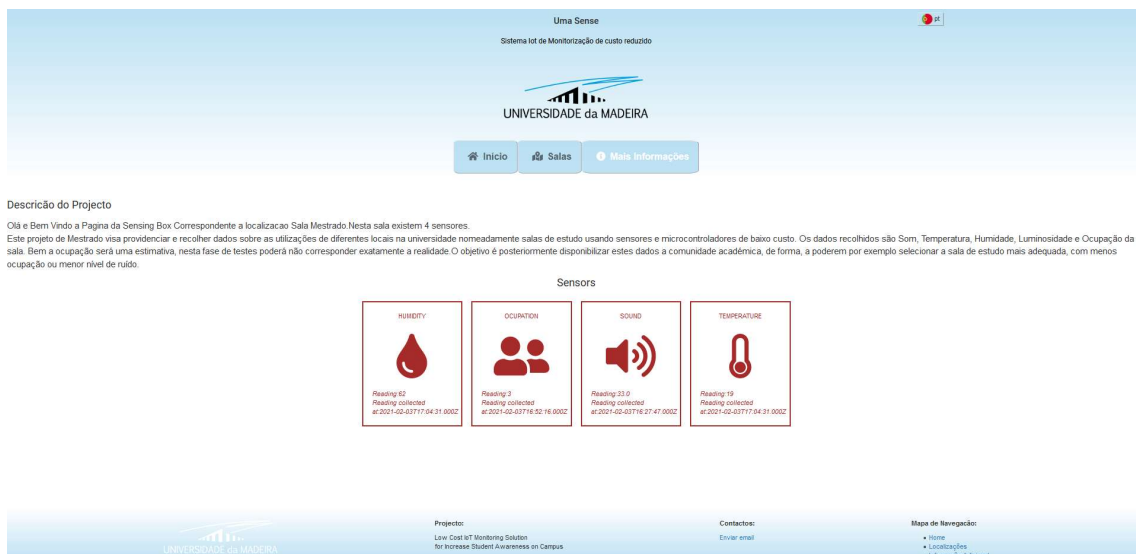 Uma Sense
pt
Sistema Iot de Monitorização de custo reduzido
UNIVERSIDADE da MADEIRA
Início
Salas
Mais Informações
Descricão do Projecto
Olá e Bem Vindo a Pagina da Sensing Box Correspondente a localizacao Sala Mestrado.Nesta sala existem 4 sensores.
Este projeto de Mestrado visa providenciar e recolher dados sobre as utilizações de diferentes locais na universidade nomeadamente salas de estudo usando sensores e microcontroladores de baixo custo. Os dados recolhidos são Som, Temperatura, Humidade, Luminosidade e Ocupação da
sala. Bem a ocupação será uma estimativa, nesta fase de testes poderá não corresponder exatamente a realidade.O objetivo é posteriormente disponibilizar estes dados a comunidade académica, de forma, a poderem por exemplo selecionar a sala de estudo mais adequada, com menos
ocupação ou menor nivel de ruído.
Sensors
HUMIDITY
Reading:62
Reading collected
at:2021-02-03T17:04:31.000Z
OCUPATION
Reading:3
Reading collected
at:2021-02-03T16:52:16.000Z
SOUND
Reading:33.0
Reading collected
at:2021-02-03T16:27:47.000Z
TEMPERATURE
Reading:19
Reading collected
at:2021-02-03T17:04:31.000Z
UNIVERSIDADE da MADEIRA
Projecto:
Low Cost IoT Monitoring Solution
for Increase Student Awareness on Campus
Contactos:
Enviar email
Mapa de Navegacão:
Home
Localizações